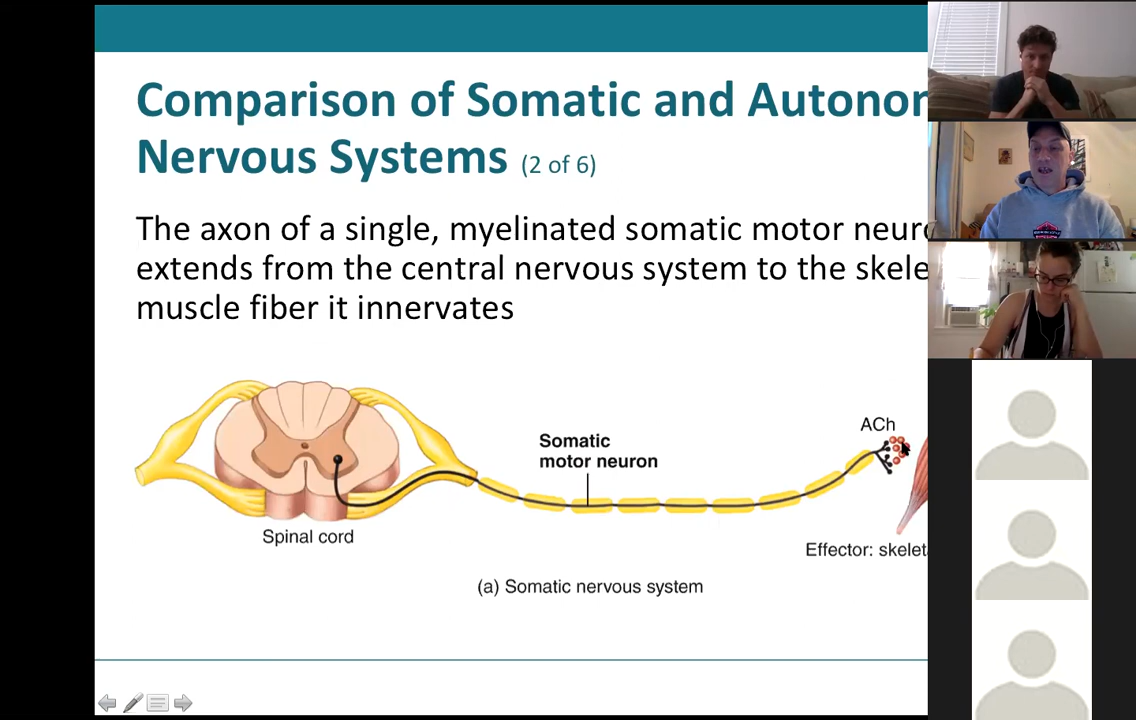 Comparison of Somatic and Autonom
Nervous Systems (2 of 6)
The axon of a single, myelinated somatic motor neuro
extends from the central nervous system to the skele
muscle fiber it innervates
ACh
Somatic
motor neuron
Spinal cord
Effector: skelet
(a) Somatic nervous system